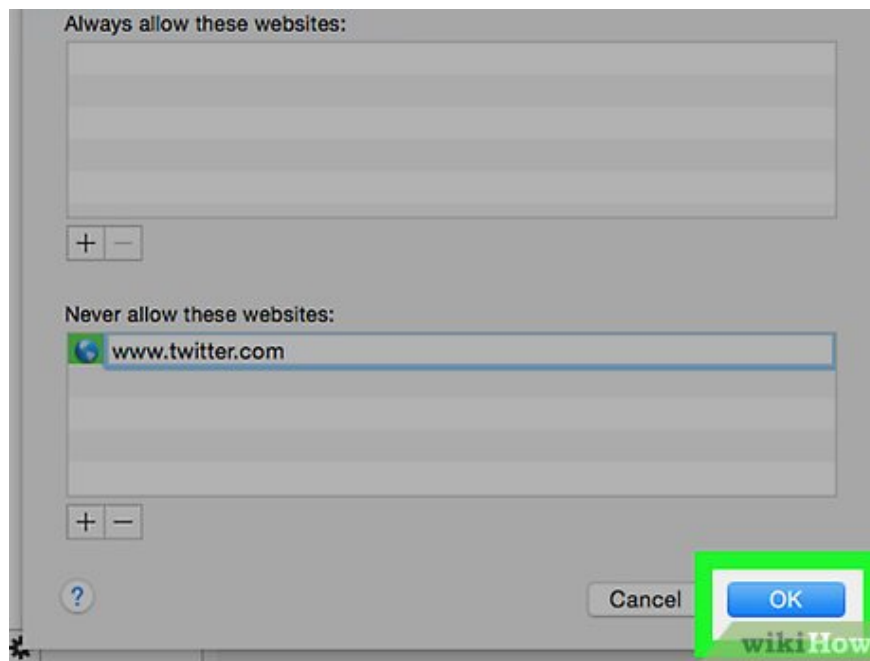 Always allow these websites:
+ −
Never allow these websites:
www.twitter.com
+ −
?
Cancel
OK
wikiHow